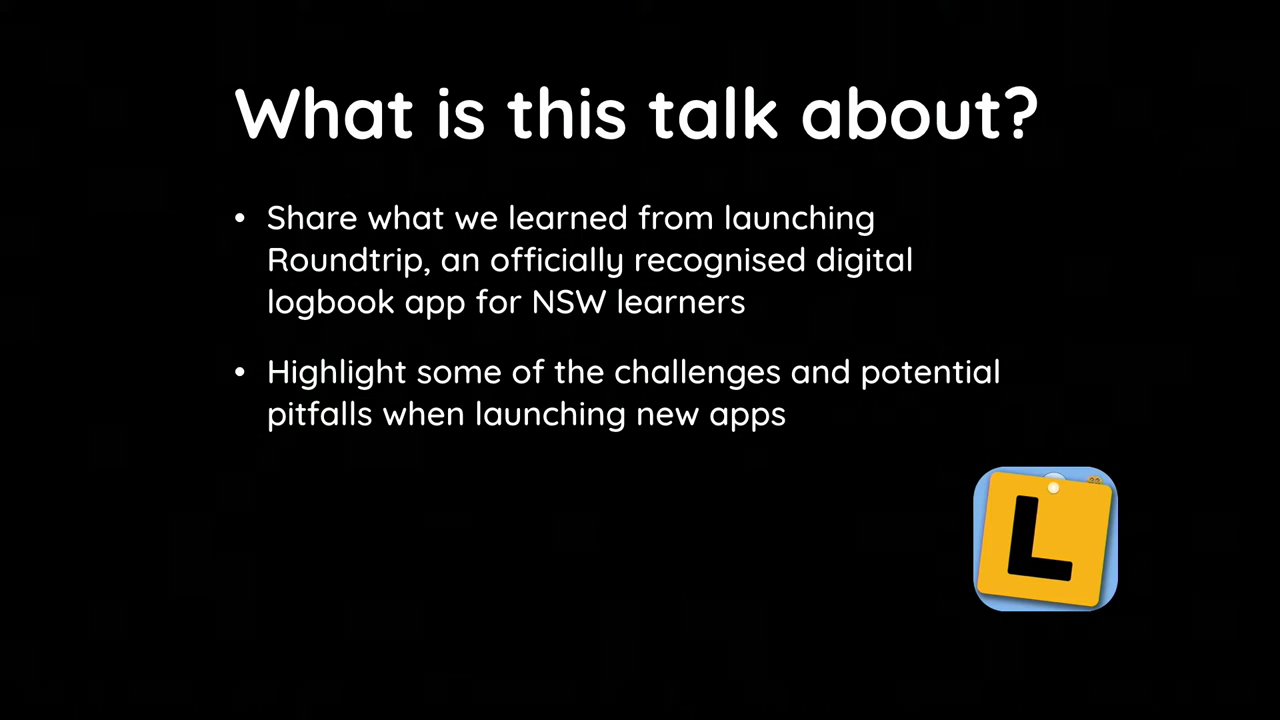 What is this talk about?
• Share what we learned from launching
Roundtrip, an officially recognised digital
logbook app for NSW learners
• Highlight some of the challenges and potential
pitfalls when launching new apps
L